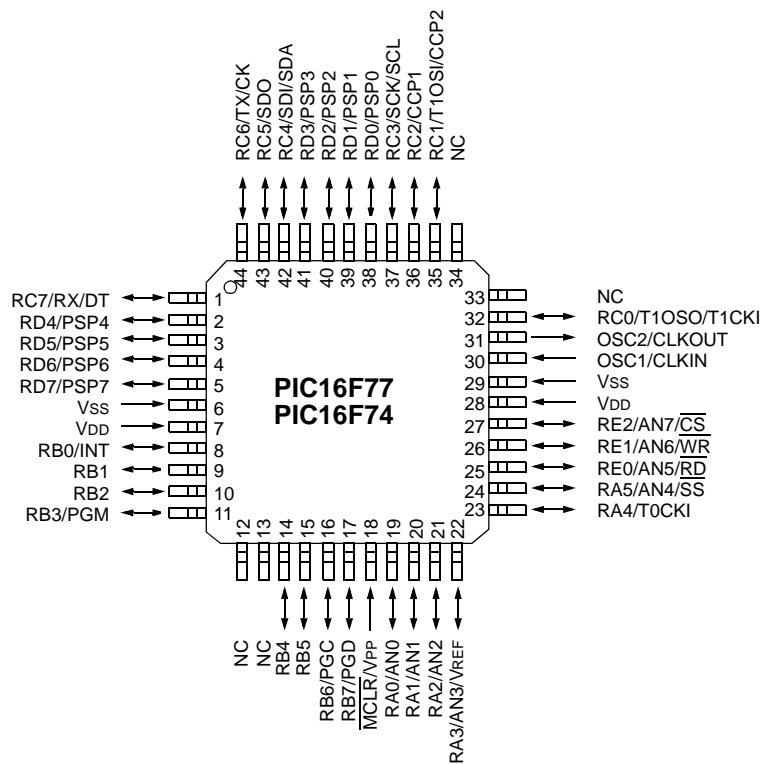 RC6/TX/CK
RC5/SDO
RC4/SDI/SDA
RD3/PSP3
RD2/PSP2
RD1/PSP1
RD0/PSP0
RC3/SCK/SCL
RC2/CCP1
RC1/T1OSI/CCP2
NC
44
43
42
41
40
39
38
37
36
35
34
RC7/RX/DT 1
RD4/PSP4 2
RD5/PSP5 3
RD6/PSP6 4
RD7/PSP7 5
VSS 6
VDD 7
RB0/INT 8
RB1 9
RB2 10
RB3/PGM 11
PIC16F77
PIC16F74
33 NC
32 RC0/T1OSO/T1CKI
31 OSC2/CLKOUT
30 OSC1/CLKIN
29 VSS
28 VDD
27 RE2/AN7/CS
26 RE1/AN6/WR
25 RE0/AN5/RD
24 RA5/AN4/SS
23 RA4/T0CKI
12
13
14
15
16
17
18
19
20
21
22
NC
NC
RB4
RB5
RB6/PGC
RB7/PGD
MCLR/VPP
RA0/AN0
RA1/AN1
RA2/AN2
RA3/AN3/VREF